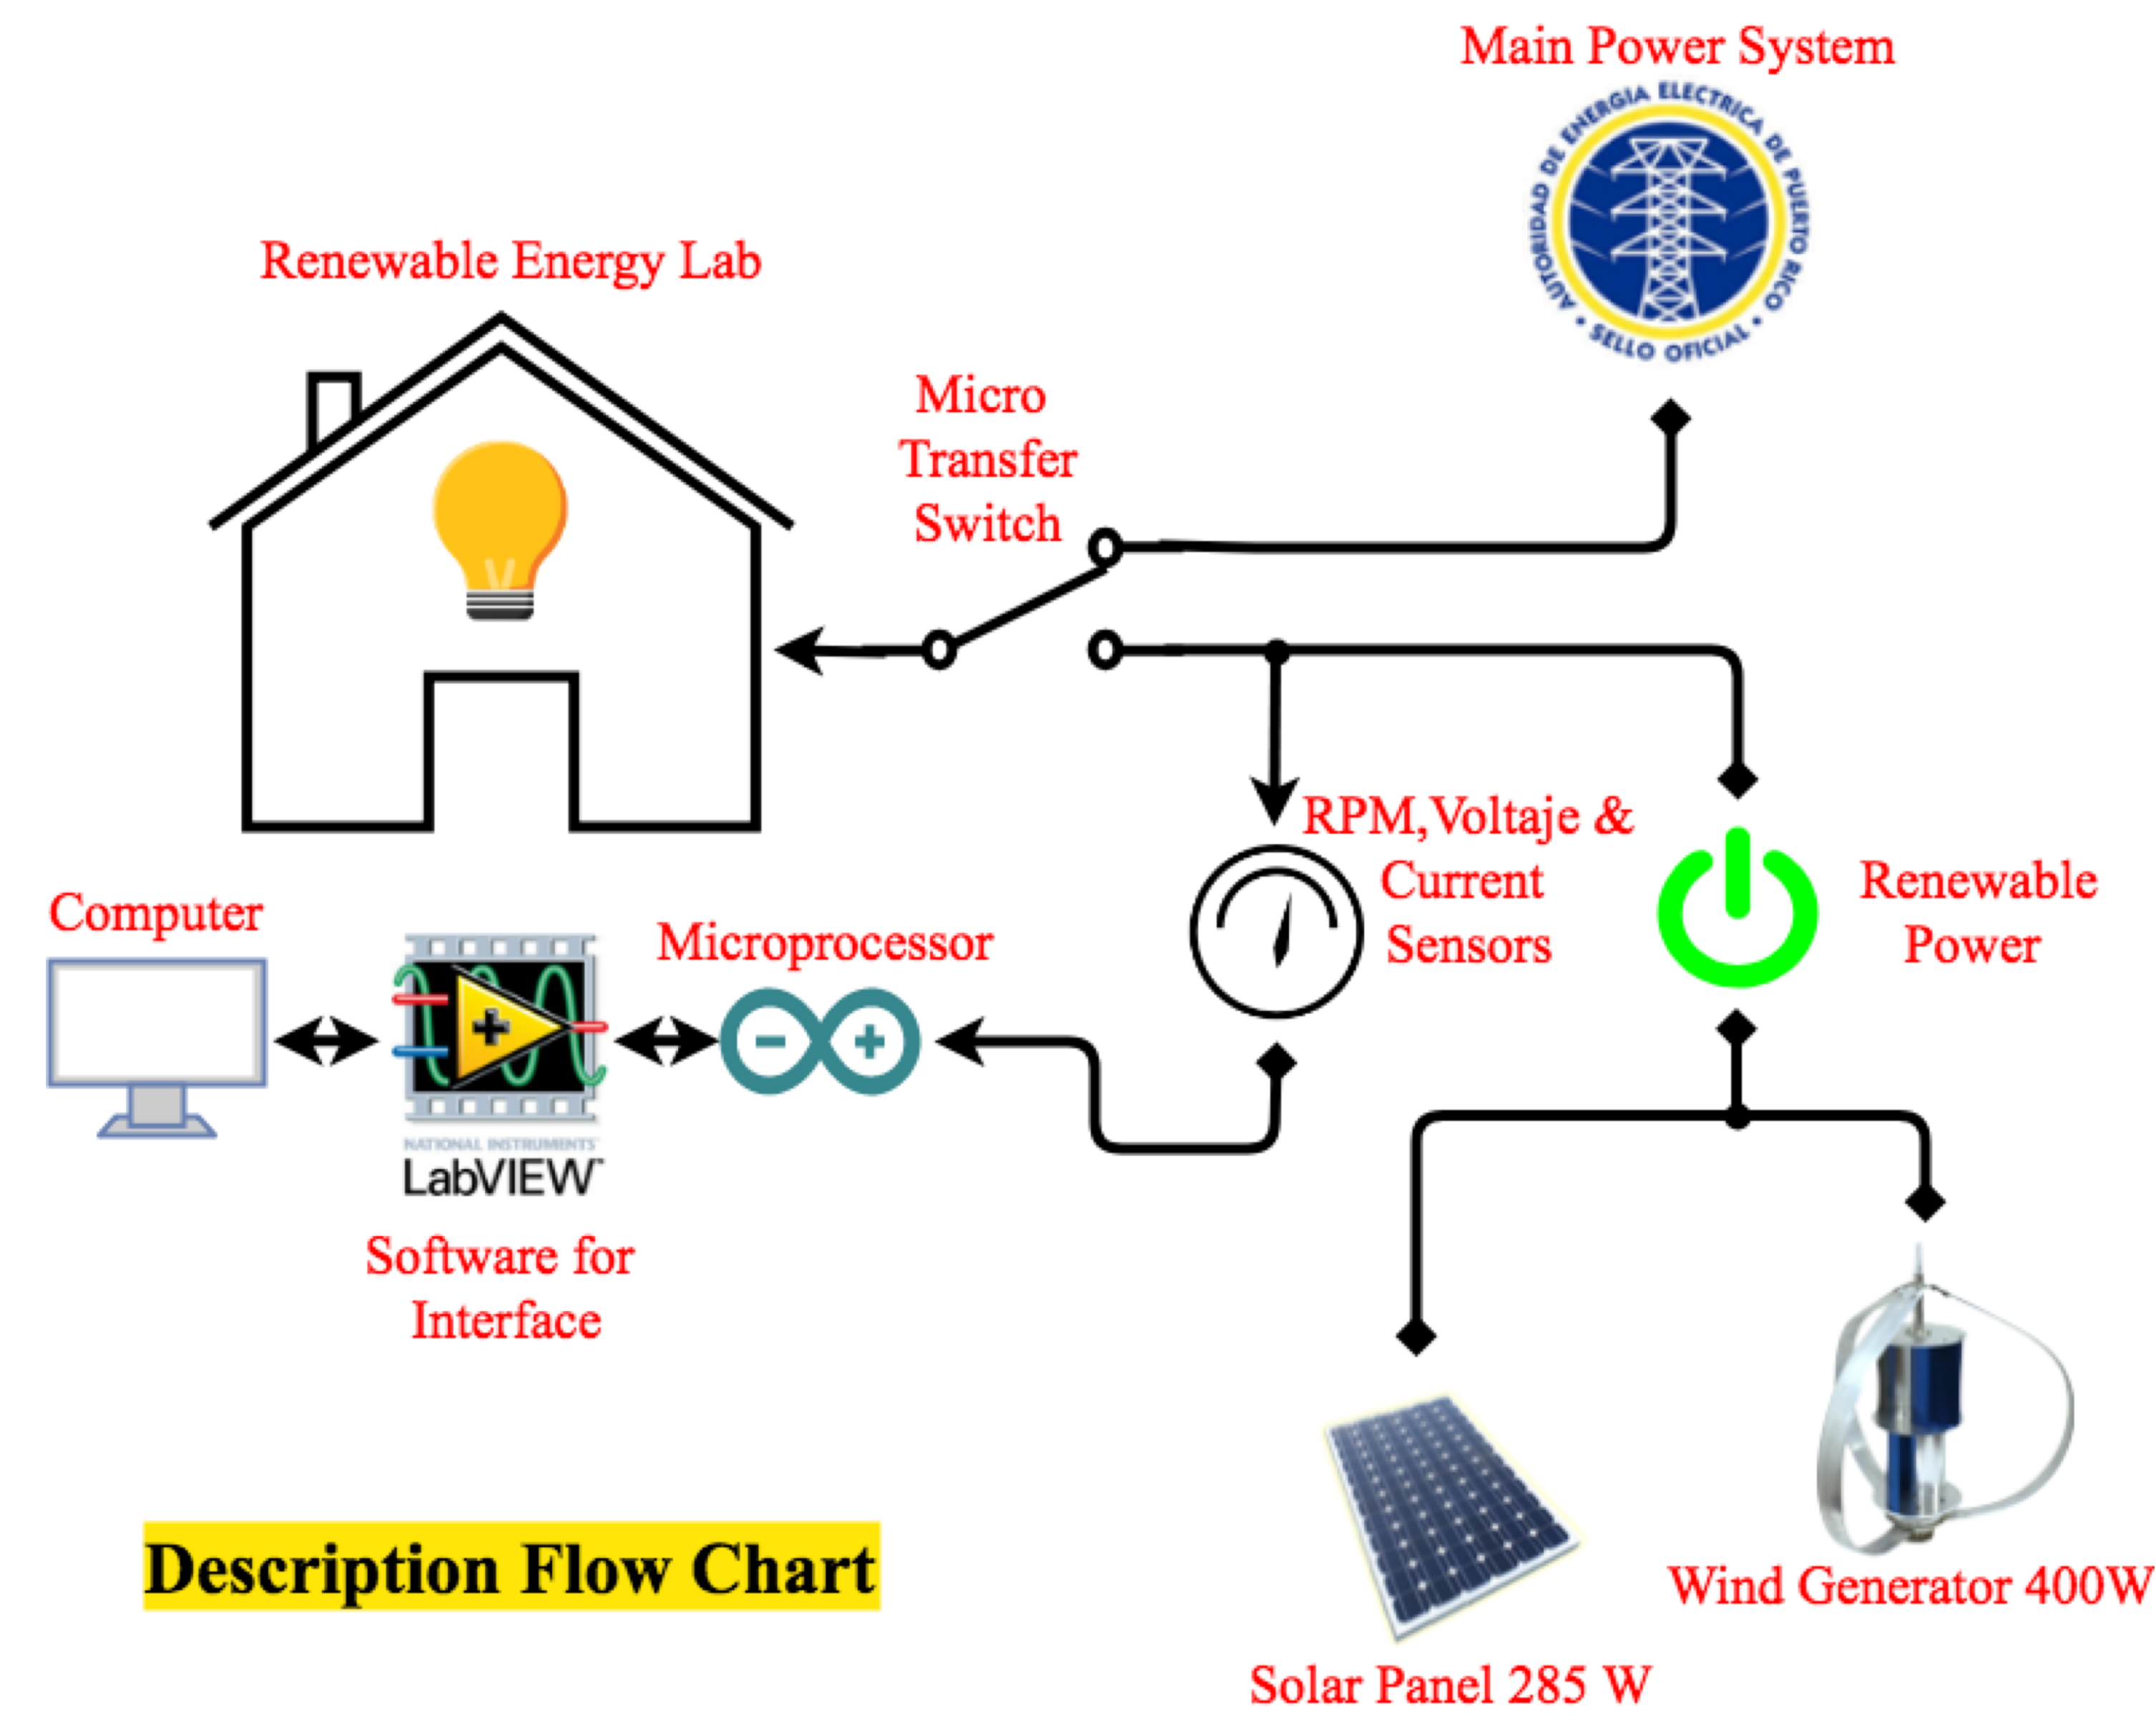 Main Power System
AUTORIDAD DE ENERGIA ELECTRICA DE PUERTO RICO
• SELLO OFICIAL •
Renewable Energy Lab
Micro
Transfer
Switch
RPM,Voltaje &
Current
Sensors
Renewable
Power
Computer
Microprocessor
NATIONAL INSTRUMENTS
LabVIEW™
Software for
Interface
Wind Generator 400W
Solar Panel 285 W
Description Flow Chart